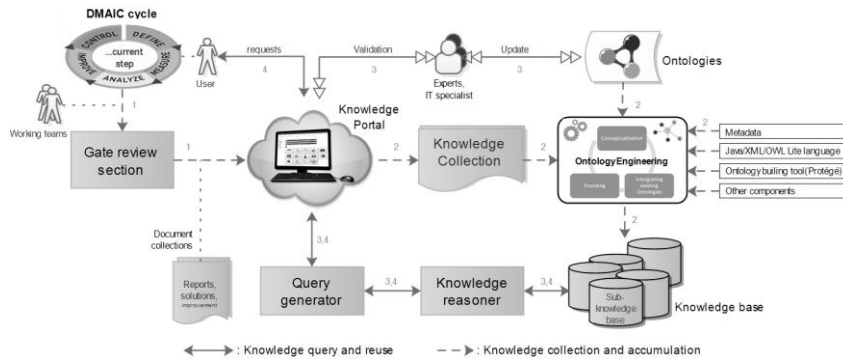 DMAIC cycle
CONTROL
DEFINE
IMPROVE
MEASURE
ANALYZE
...current
step
User
requests
4
Validation
3
Experts,
IT specialist
Update
3
Ontologies
Working teams
1
Gate review
section
1
Knowledge
Portal
2
Knowledge
Collection
2
2
Conceptualization
Ontology Engineering
Encoding
Intergrating
existing
Ontologies
2
Metadata
Java/XML/OWL Lite language
Ontology builing tool(Protégé)
Other components
Document
collections
Reports,
solutions,
improvement
3,4
Query
generator
3,4
Knowledge
reasoner
3,4
2
Sub-
knowledge
base
Knowledge base
: Knowledge query and reuse
: Knowledge collection and accumulation